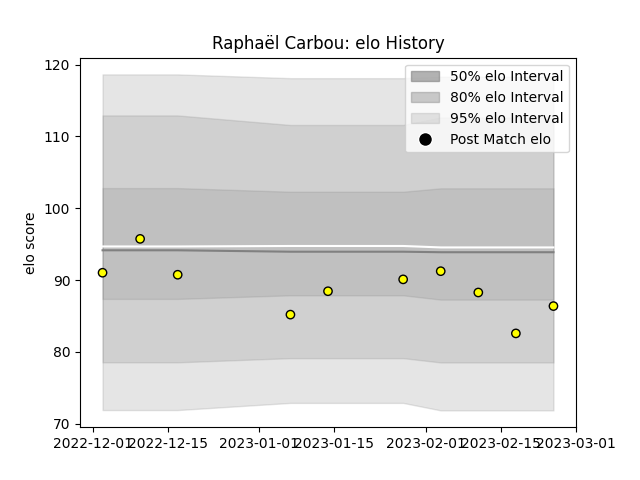 Raphaël Carbou: elo History
120
110
100
90
80
70
elo score
50% elo Interval
80% elo Interval
95% elo Interval
Post Match elo
2022-12-01
2022-12-15
2023-01-01
2023-01-15
2023-02-01
2023-02-15
2023-03-01